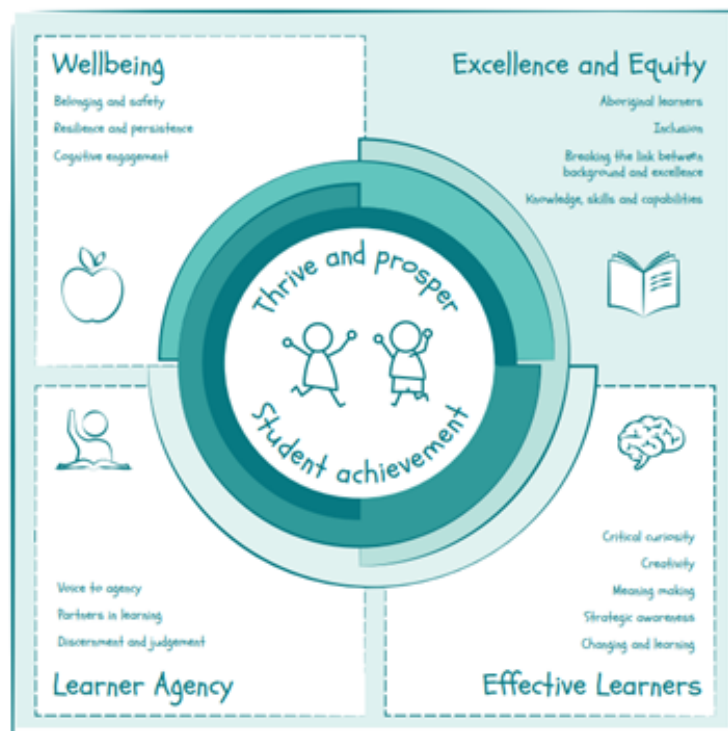 Wellbeing
Belonging and safety
Resilience and persistence
Cognitive engagement
Excellence and Equity
Aboriginal learners
Inclusion
Breaking the link between
background and excellence
Knowledge, skills and capabilities
Thrive and prosper
Student achievement
Voice to agency
Partners in learning
Discernment and judgement
Learner Agency
Critical curiosity
Creativity
Meaning making
Strategic awareness
Changing and learning
Effective Learners